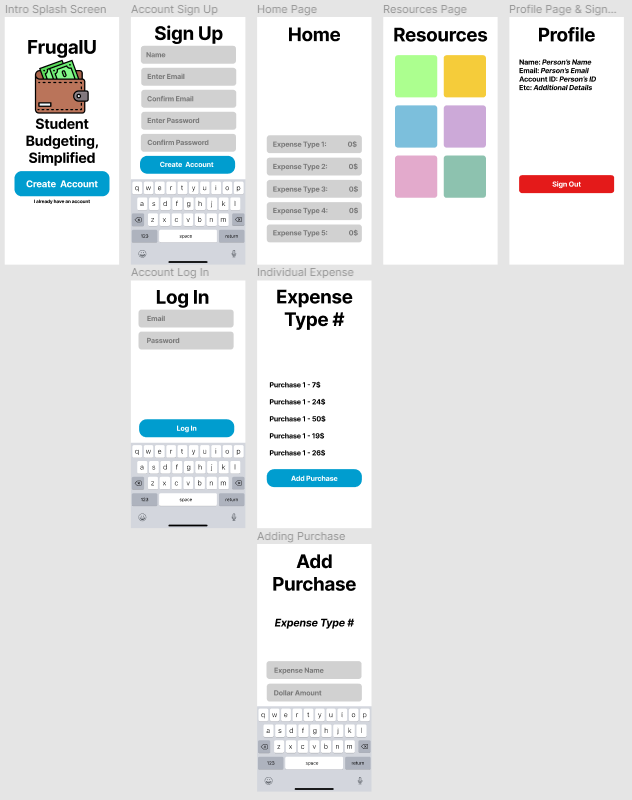 Intro Splash Screen
FrugalU
Student
Budgeting,
Simplified
Create Account
I already have an account
Account Sign Up
Sign Up
Name
Enter Email
Confirm Email
Enter Password
Confirm Password
Create Account
q w e r t y u i o p
a s d f g h j k l
z x c v b n m
123 space return
Home Page
Home
Expense Type 1: 0$
Expense Type 2: 0$
Expense Type 3: 0$
Expense Type 4: 0$
Expense Type 5: 0$
Resources Page
Resources
Profile Page & Sign...
Profile
Name: Person's Name
Email: Person's Email
Account ID: Person's ID
Etc: Additional Details
Sign Out
Account Log In
Log In
Email
Password
Log In
q w e r t y u i o p
a s d f g h j k l
z x c v b n m
123 space return
Individual Expense
Expense
Type #
Purchase 1 - 7$
Purchase 1 - 24$
Purchase 1 - 50$
Purchase 1 - 19$
Purchase 1 - 26$
Add Purchase
Adding Purchase
Add
Purchase
Expense Type #
Expense Name
Dollar Amount
q w e r t y u i o p
a s d f g h j k l
z x c v b n m
123 space return